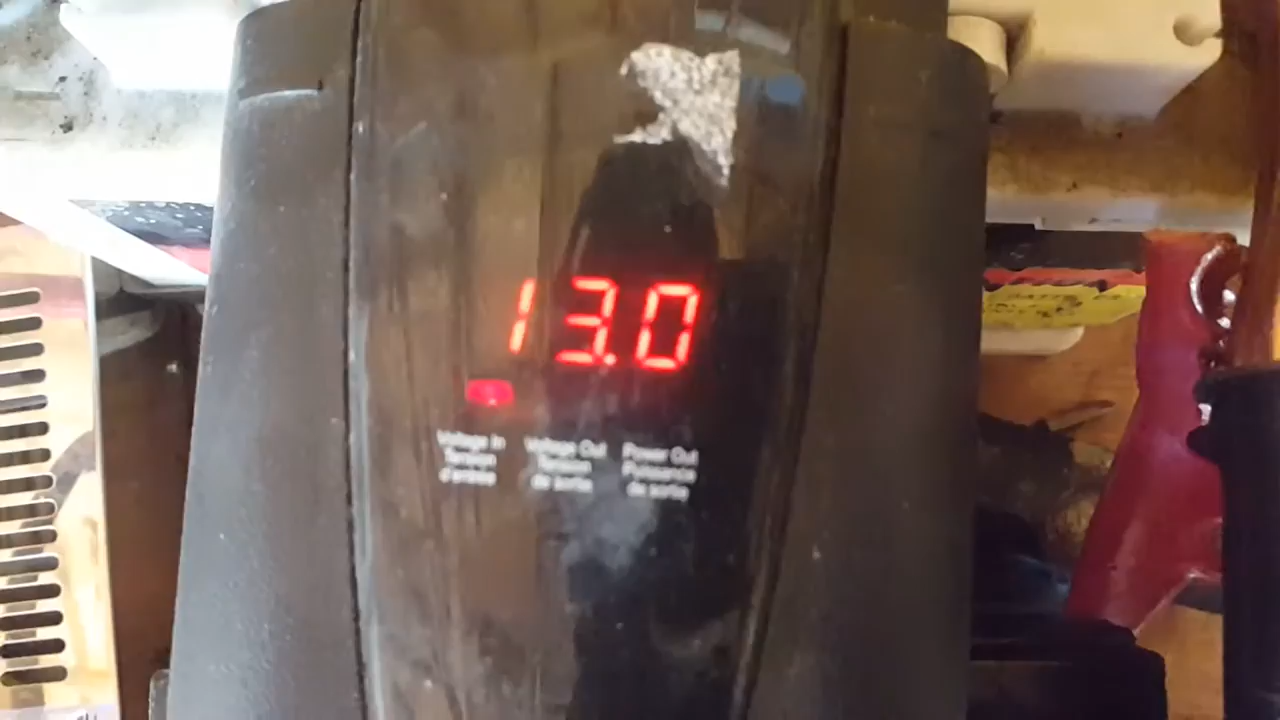 13.0
Voltage In Voltage Out Power Out
Tension Tension Puissance
d'entrée de sortie de sortie